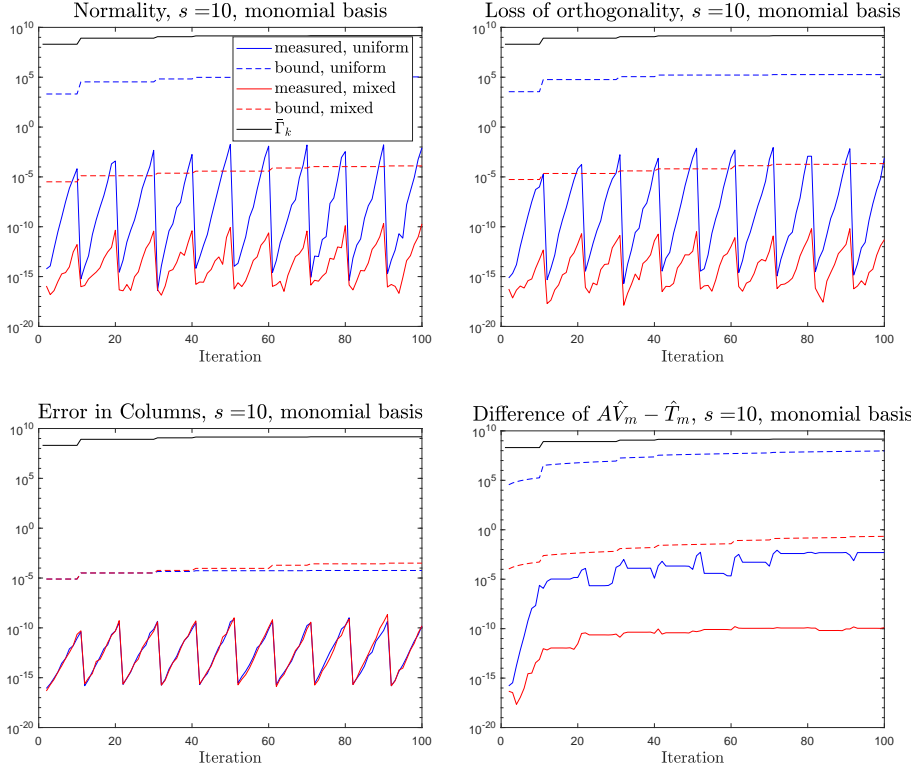 Normality, s =10, monomial basis
10^10
10^5
10^0
10^-5
10^-10
10^-15
10^-20
0 20 40 60 80 100
Iteration
measured, uniform
bound, uniform
measured, mixed
bound, mixed
Γ̄_k
Loss of orthogonality, s =10, monomial basis
10^10
10^5
10^0
10^-5
10^-10
10^-15
10^-20
0 20 40 60 80 100
Iteration
Error in Columns, s =10, monomial basis
10^10
10^5
10^0
10^-5
10^-10
10^-15
10^-20
0 20 40 60 80 100
Iteration
Difference of AV̂_m − T̂_m, s =10, monomial basis
10^10
10^5
10^0
10^-5
10^-10
10^-15
10^-20
0 20 40 60 80 100
Iteration